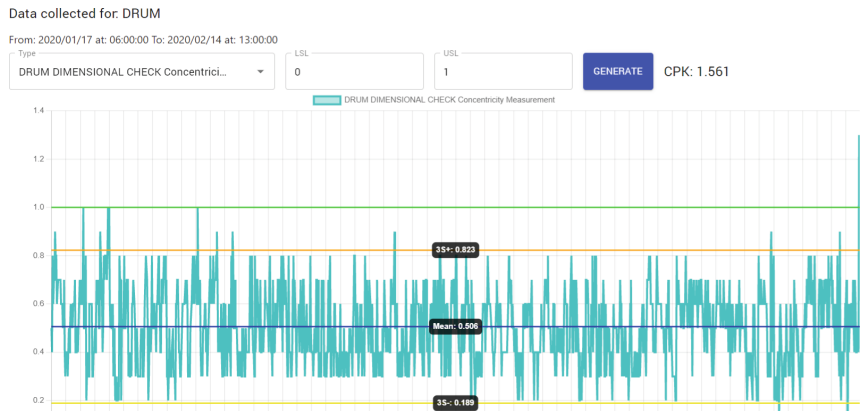 Data collected for: DRUM
From: 2020/01/17 at: 06:00:00 To: 2020/02/14 at: 13:00:00
Type LSL USL
DRUM DIMENSIONAL CHECK Concentrici... 0 1 GENERATE CPK: 1.561
DRUM DIMENSIONAL CHECK Concentricity Measurement
1.4
1.2
1.0
0.8
3S+: 0.823
0.6
Mean: 0.506
0.4
0.2
3S-: 0.189